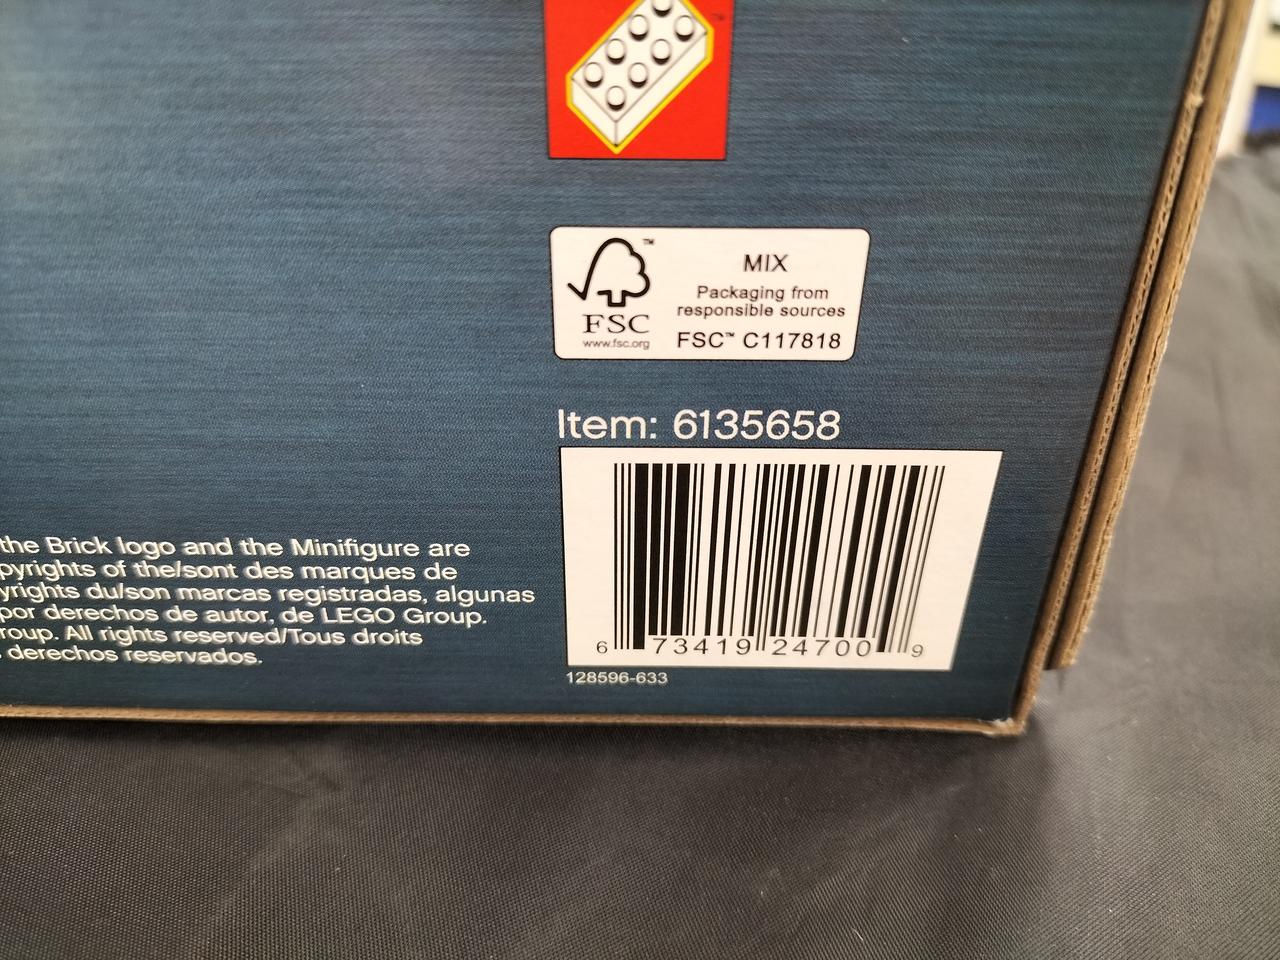 ™
™
MIX
Packaging from
responsible sources
FSC
www.fsc.org
FSC™ C117818
Item: 6135658
the Brick logo and the Minifigure are
pyrights of the/sont des marques de
yrights du/son marcas registradas, algunas
por derechos de autor, de LEGO Group.
roup. All rights reserved/Tous droits
derechos reservados.
6 73419 24700 9
128596-633